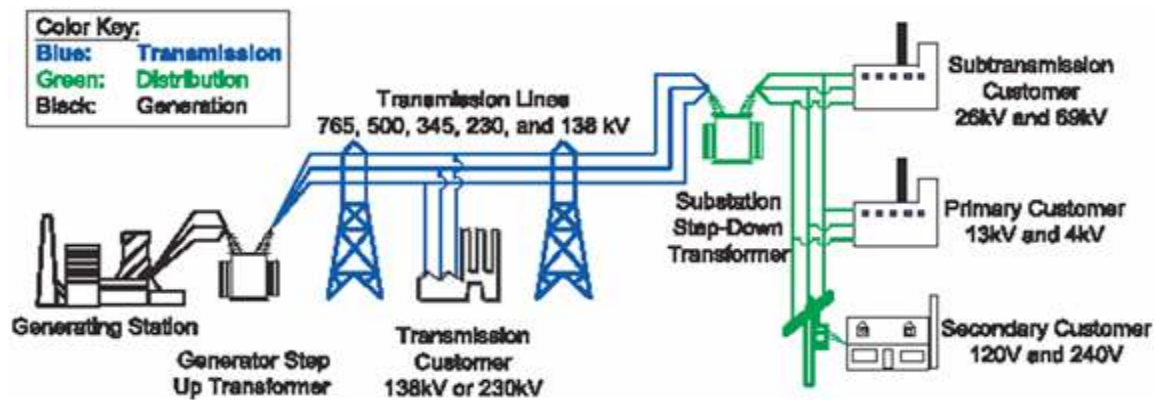 Color Key:
Blue: Transmission
Green: Distribution
Black: Generation
Transmission Lines
765, 500, 345, 230, and 138 kV
Subtransmission
Customer
26kV and 69kV
Substation
Step-Down
Transformer
Primary Customer
13kV and 4kV
Generating Station
Generator Step
Up Transformer
Transmission
Customer
138kV or 230kV
Secondary Customer
120V and 240V